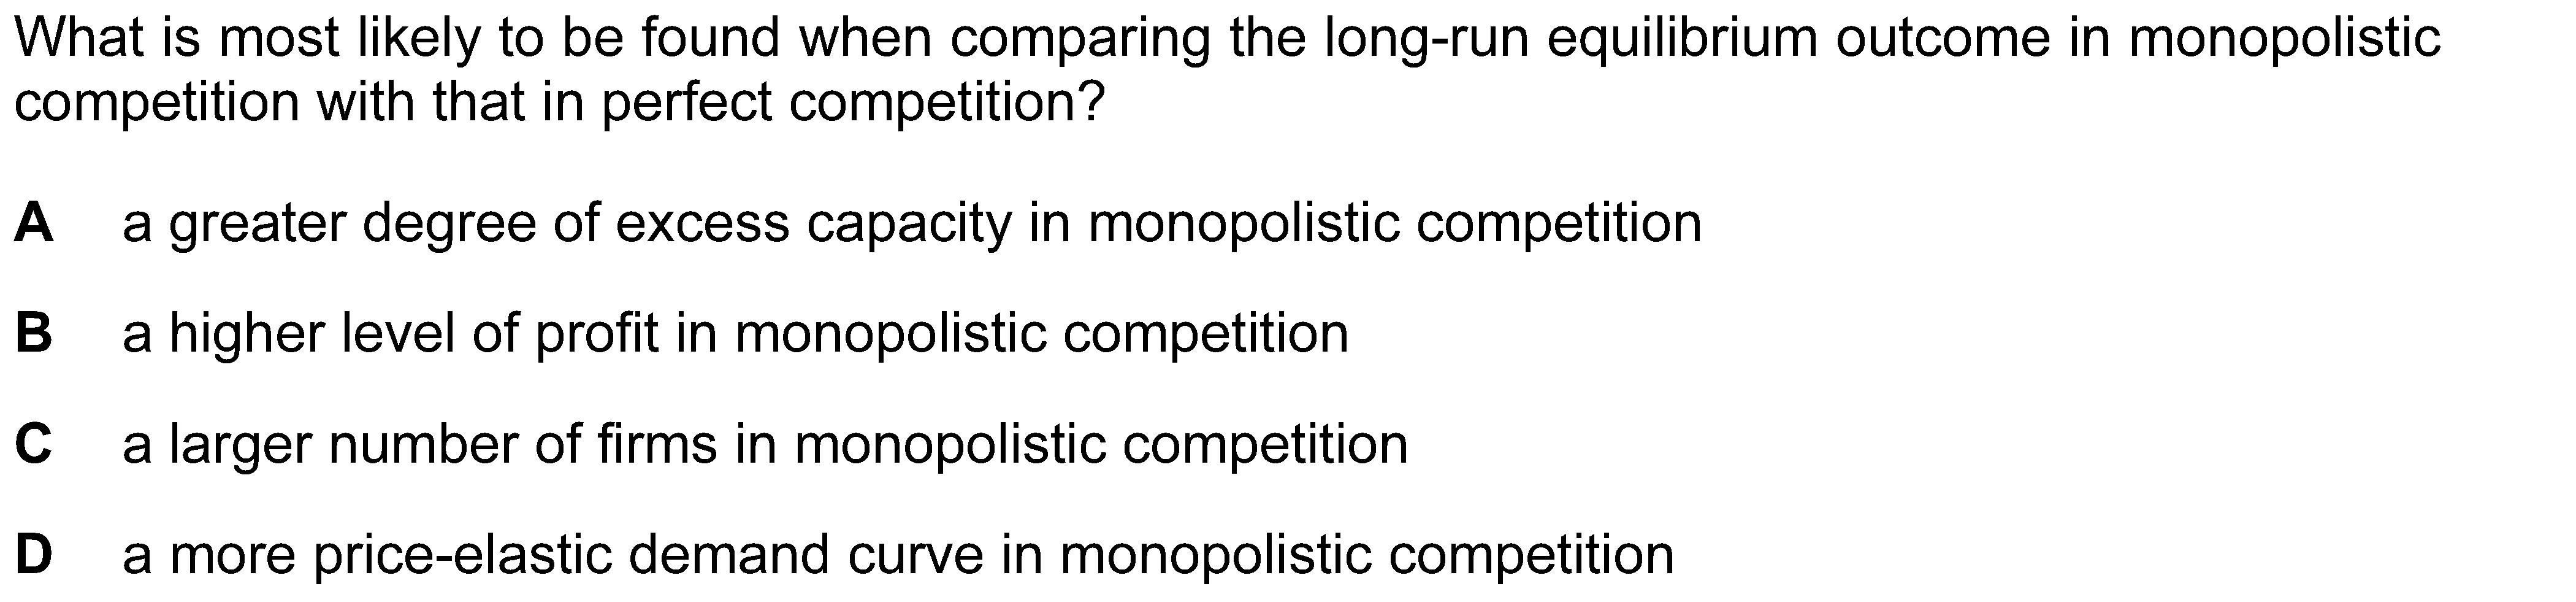 What is most likely to be found when comparing the long-run equilibrium outcome in monopolistic
competition with that in perfect competition?
A a greater degree of excess capacity in monopolistic competition
B a higher level of profit in monopolistic competition
C a larger number of firms in monopolistic competition
D a more price-elastic demand curve in monopolistic competition